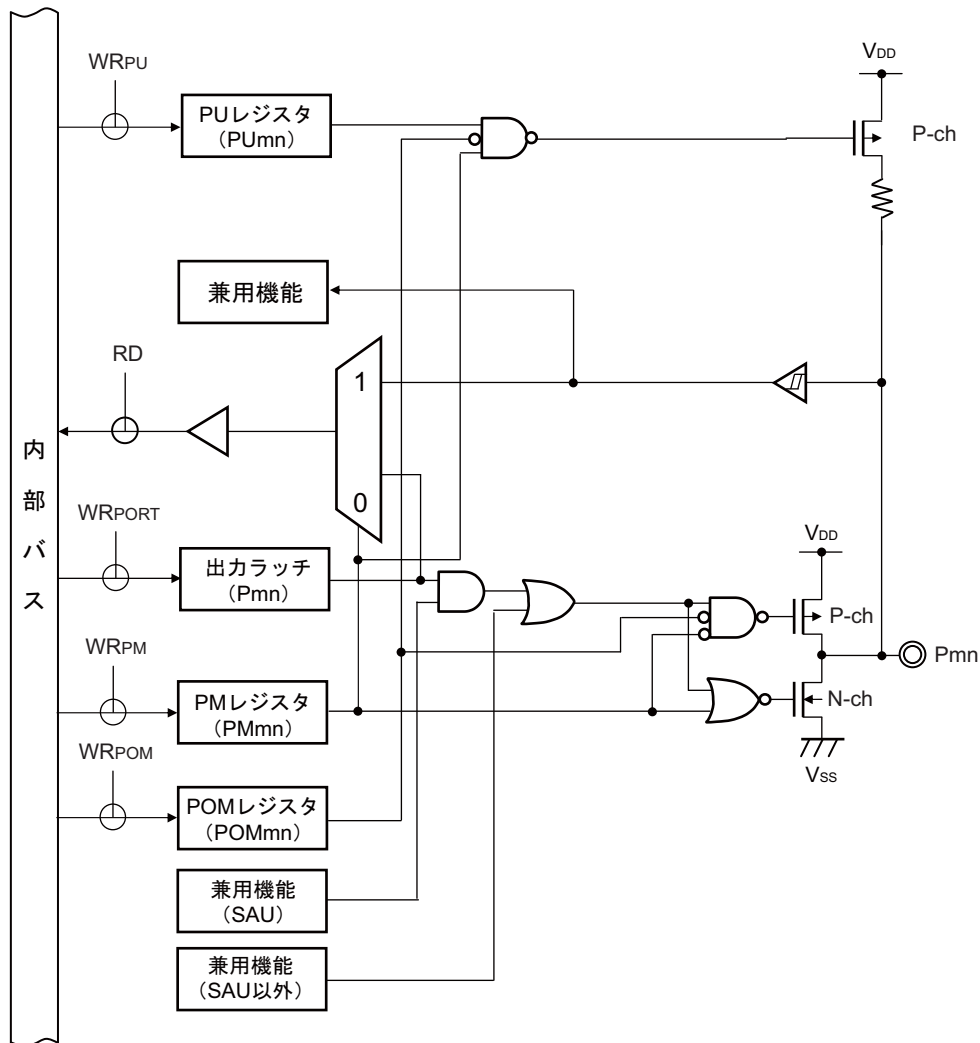 WRPU
PUレジスタ
（PUmn）
VDD
P-ch
兼用機能
RD
1
0
内
部
バ
ス
WRPORT
出力ラッチ
（Pmn）
VDD
P-ch
Pmn
N-ch
VSS
WRPM
PMレジスタ
（PMmn）
WRPOM
POMレジスタ
（POMmn）
兼用機能
（SAU）
兼用機能
（SAU以外）